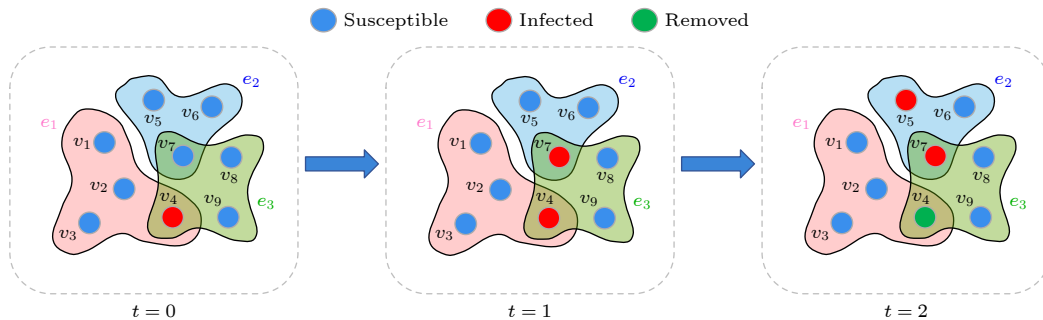 Susceptible Infected Removed
e₂ e₂ e₂
e₁ v₅ v₆ e₁ v₅ v₆ e₁ v₅ v₆
v₁ v₇ v₁ v₇ v₁ v₇
v₂ v₈ v₂ v₈ v₂ v₈
v₄ v₉ e₃ v₄ v₉ e₃ v₄ v₉ e₃
v₃ v₃ v₃
t = 0 t = 1 t = 2